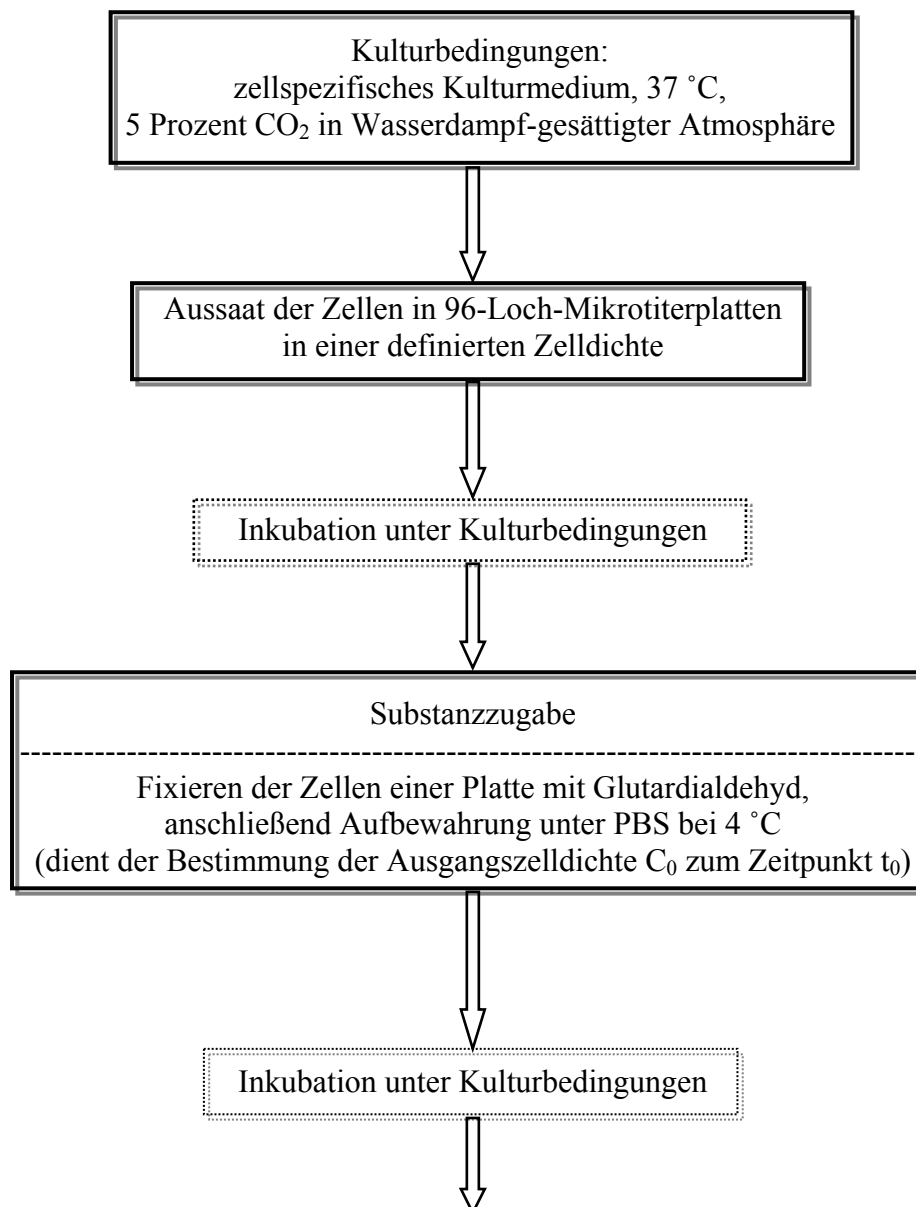 Kulturbedingungen:
zellspezifisches Kulturmedium, 37 ˚C,
5 Prozent CO₂ in Wasserdampf-gesättigter Atmosphäre
Aussaat der Zellen in 96-Loch-Mikrotiterplatten
in einer definierten Zelldichte
Inkubation unter Kulturbedingungen
Substanzzugabe
Fixieren der Zellen einer Platte mit Glutardialdehyd,
anschließend Aufbewahrung unter PBS bei 4 ˚C
(dient der Bestimmung der Ausgangszelldichte C₀ zum Zeitpunkt t₀)
Inkubation unter Kulturbedingungen